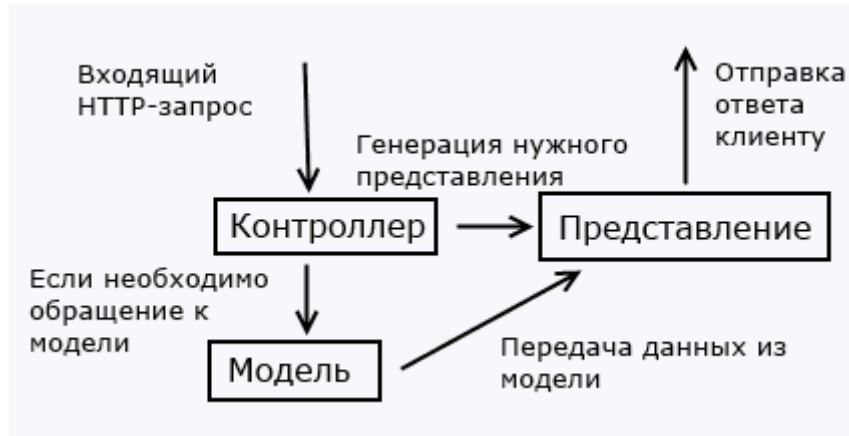 Входящий
HTTP-запрос
Отправка
ответа
клиенту
Генерация нужного
представления
Контроллер
Представление
Если необходимо
обращение к
модели
Модель
Передача данных из
модели